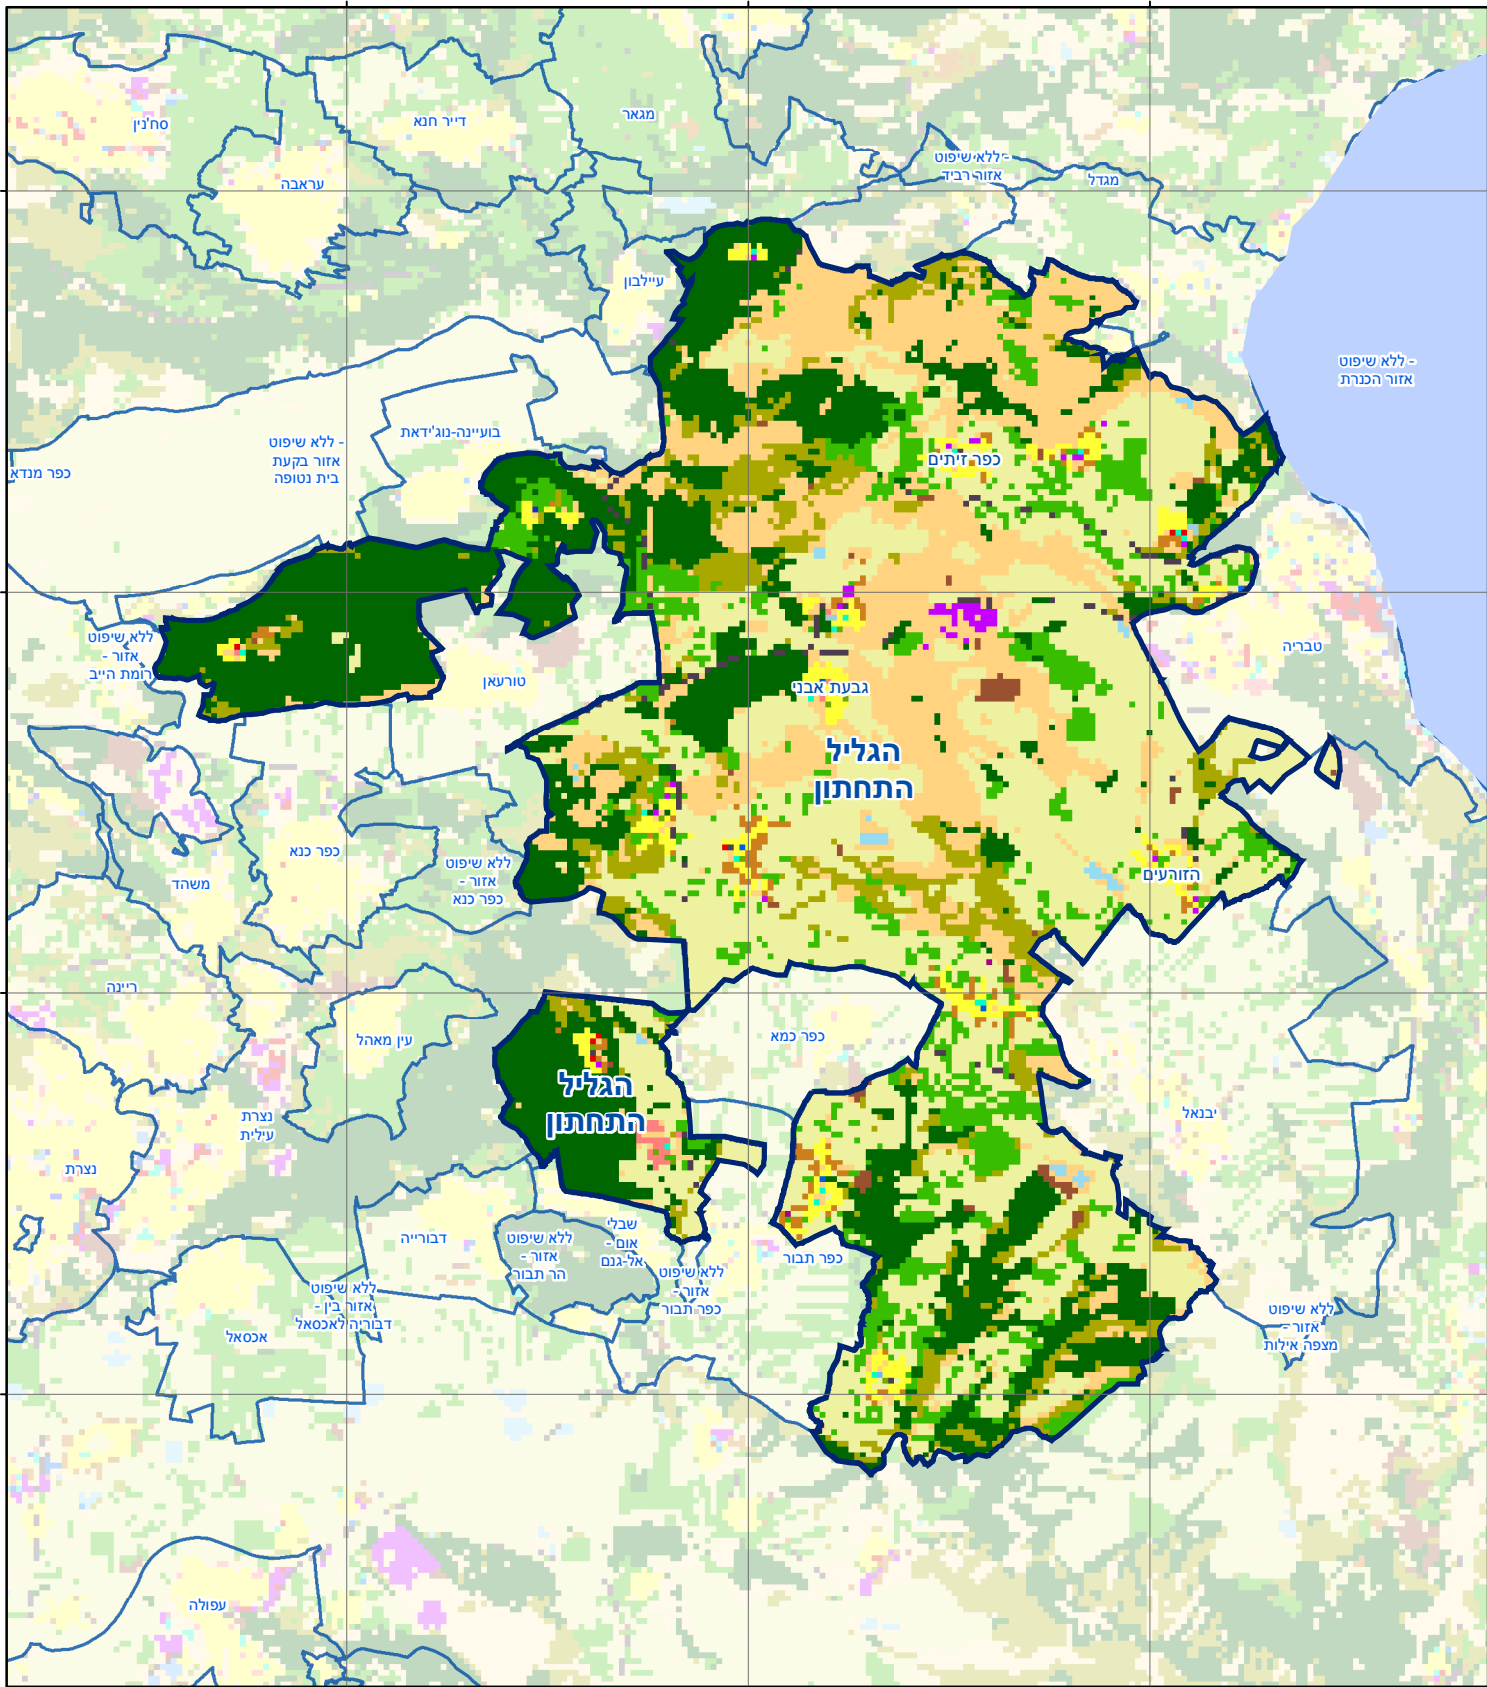 סח'נין
דייר חנא
מגאר
עראבה
- ללא שיפוט
אזור רביד
מגדל
עיילבון
- ללא שיפוט
אזור הכנרת
בועיינה-נוג'ידאת
- ללא שיפוט
אזור בקעת
בית נטופה
כפר מנדא
כפר זיתים
ללא שיפוט
אזור -
רומת הייב
טורעאן
טבריה
גבעת אבני
הגליל
התחתון
כפר כנא
משהד
ללא שיפוט
אזור -
כפר כנא
הזורעים
ריינה
עין מאהל
כפר כמא
הגליל
התחתון
נצרת
עילית
יבנאל
נצרת
דבורייה
ללא שיפוט
אזור -
הר תבור
שבלי
אום -
אל-גנם
ללא שיפוט
אזור -
כפר תבור
כפר תבור
ללא שיפוט
אזור בין -
דבוריה לאכסאל
אכסאל
ללא שיפוט
אזור -
מצפה אילות
עפולה